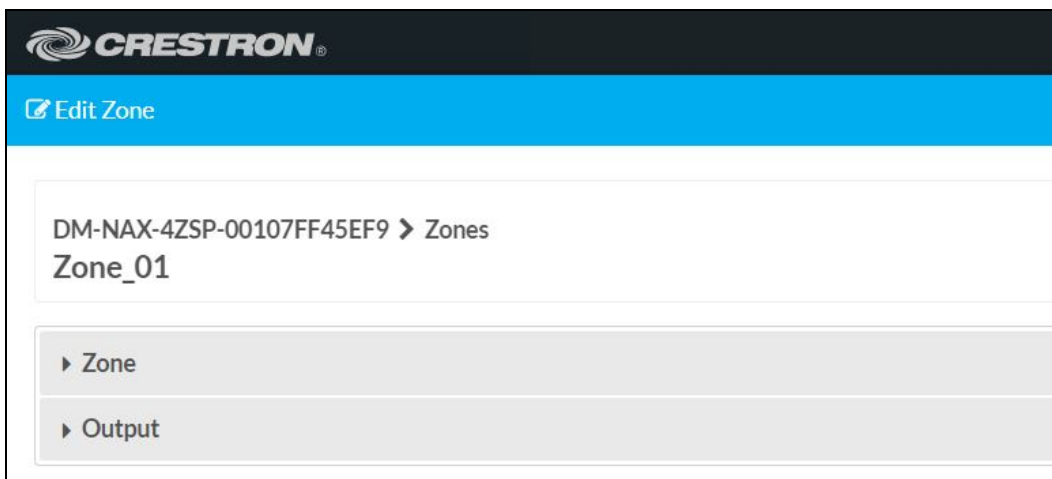 CRESTRON®
Edit Zone
DM-NAX-4ZSP-00107FF45EF9 > Zones
Zone_01
Zone
Output